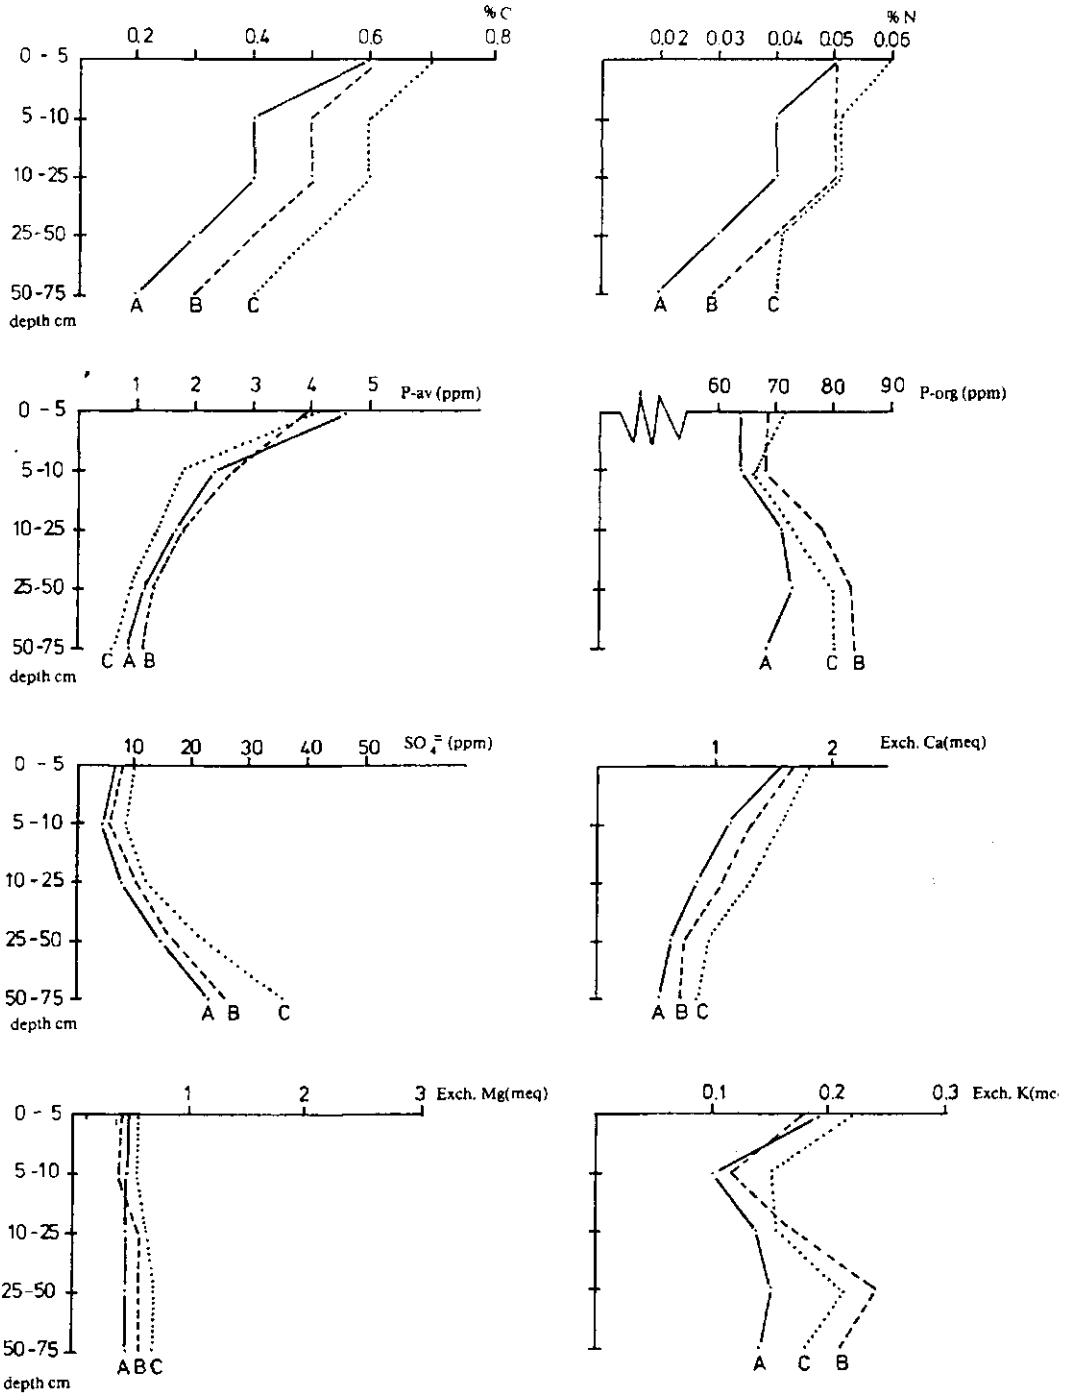 % C
0.2 0.4 0.6 0.8
0 - 5
5-10
10-25
25-50
50-75
depth cm
A B C
% N
0.02 0.03 0.04 0.05 0.06
A B C
1 2 3 4 5 P-av (ppm)
0 - 5
5-10
10-25
25-50
50-75
depth cm
C A B
60 70 80 90 P-org (ppm)
A C B
10 20 30 40 50 SO4= (ppm)
0 - 5
5-10
10-25
25-50
50-75
depth cm
A B C
1 2 Exch. Ca(meq)
A B C
1 2 3 Exch. Mg(meq)
0 - 5
5-10
10-25
25-50
50-75
depth cm
A B C
0.1 0.2 0.3 Exch. K(me
A C B